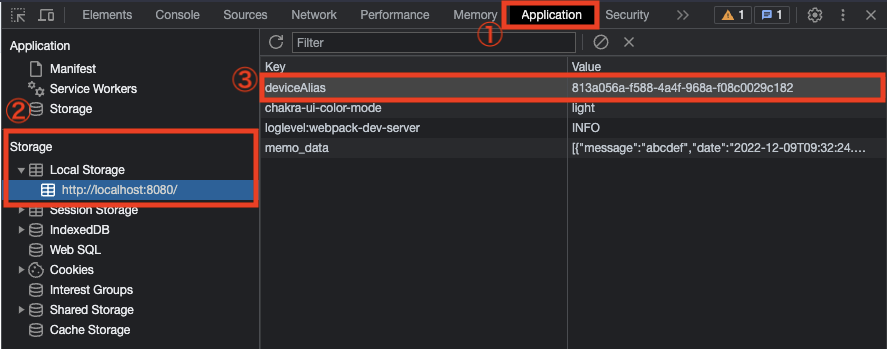 Elements Console Sources Network Performance Memory Application Security 1 1
①
Application
Manifest
Service Workers
Storage
②
Storage
Local Storage
http://localhost:8080/
Session Storage
IndexedDB
Web SQL
Cookies
Interest Groups
Shared Storage
Cache Storage
Filter
Key Value
③
deviceAlias 813a056a-f588-4a4f-968a-f08c0029c182
chakra-ui-color-mode light
loglevel:webpack-dev-server INFO
memo_data [{"message":"abcdef","date":"2022-12-09T09:32:24.…